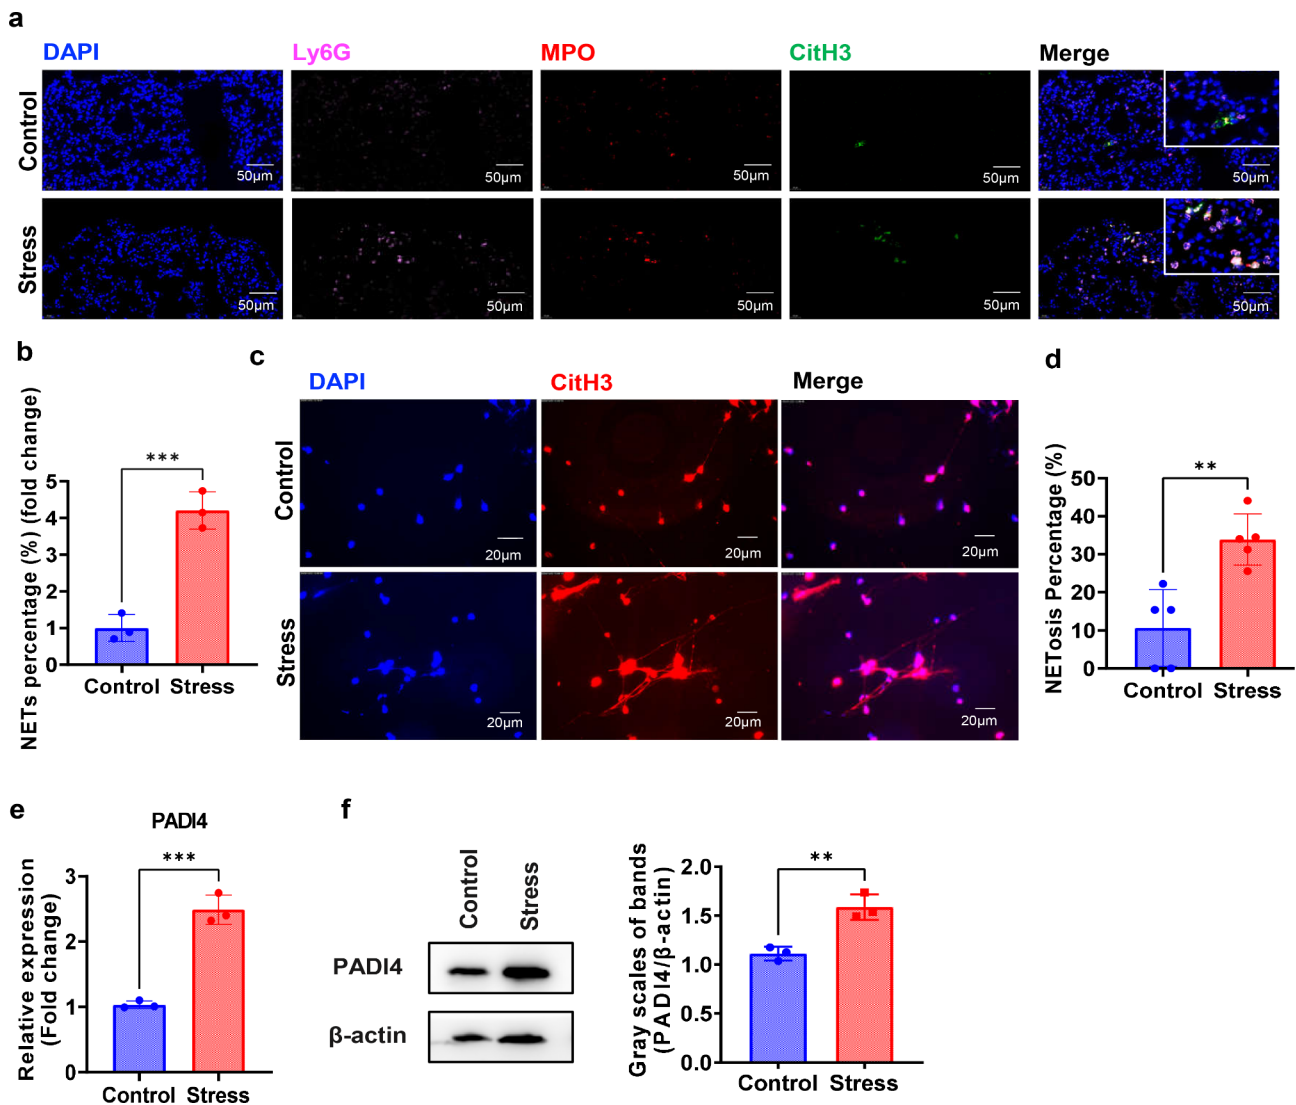 a
DAPI Ly6G MPO CitH3 Merge
Control
50μm 50μm 50μm 50μm 50μm
Stress
50μm 50μm 50μm 50μm 50μm
b
NETs percentage (%) (fold change)
***
5
4
3
2
1
0
Control Stress
c
DAPI CitH3 Merge
Control
20μm 20μm 20μm
Stress
20μm 20μm 20μm
d
NETosis Percentage (%)
**
50
40
30
20
10
0
Control Stress
e
PADI4
Relative expression
(Fold change)
***
3
2
1
0
Control Stress
f
Control Stress
PADI4
β-actin
Gray scales of bands
(PADI4/β-actin)
**
2.0
1.5
1.0
0.5
0.0
Control Stress